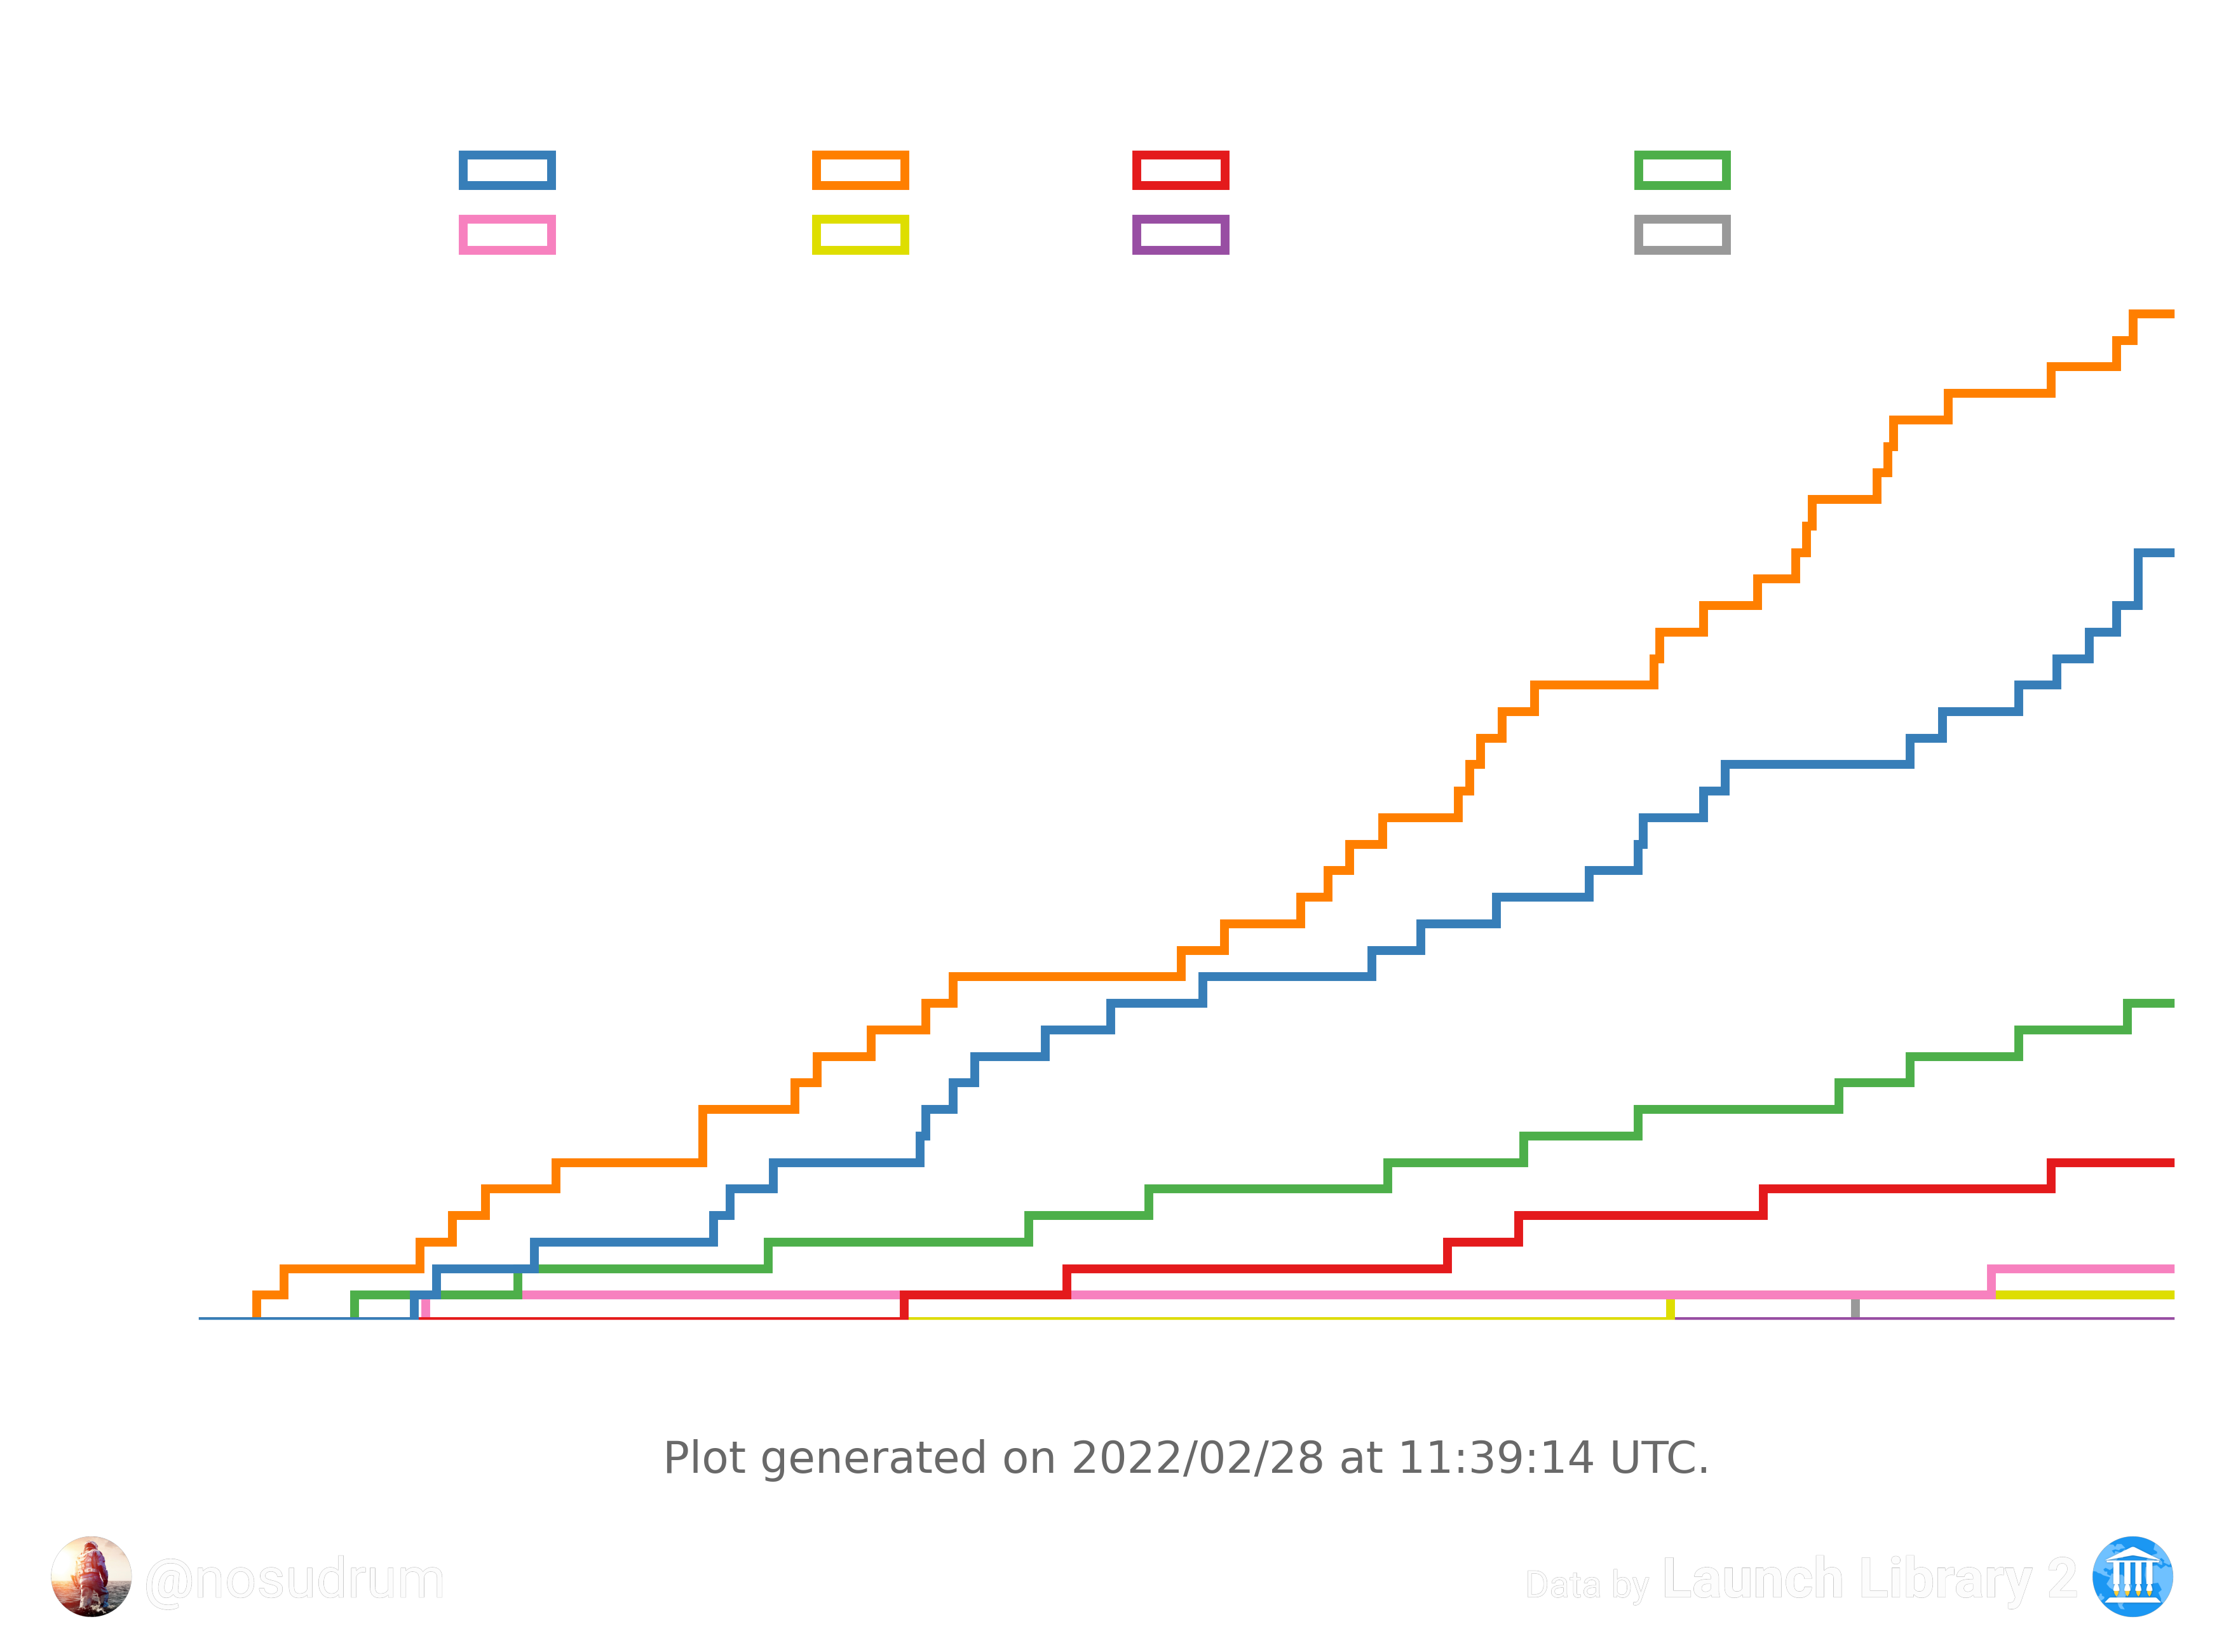 Plot generated on 2022/02/28 at 11:39:14 UTC.
@nosudrum
Data by Launch Library 2